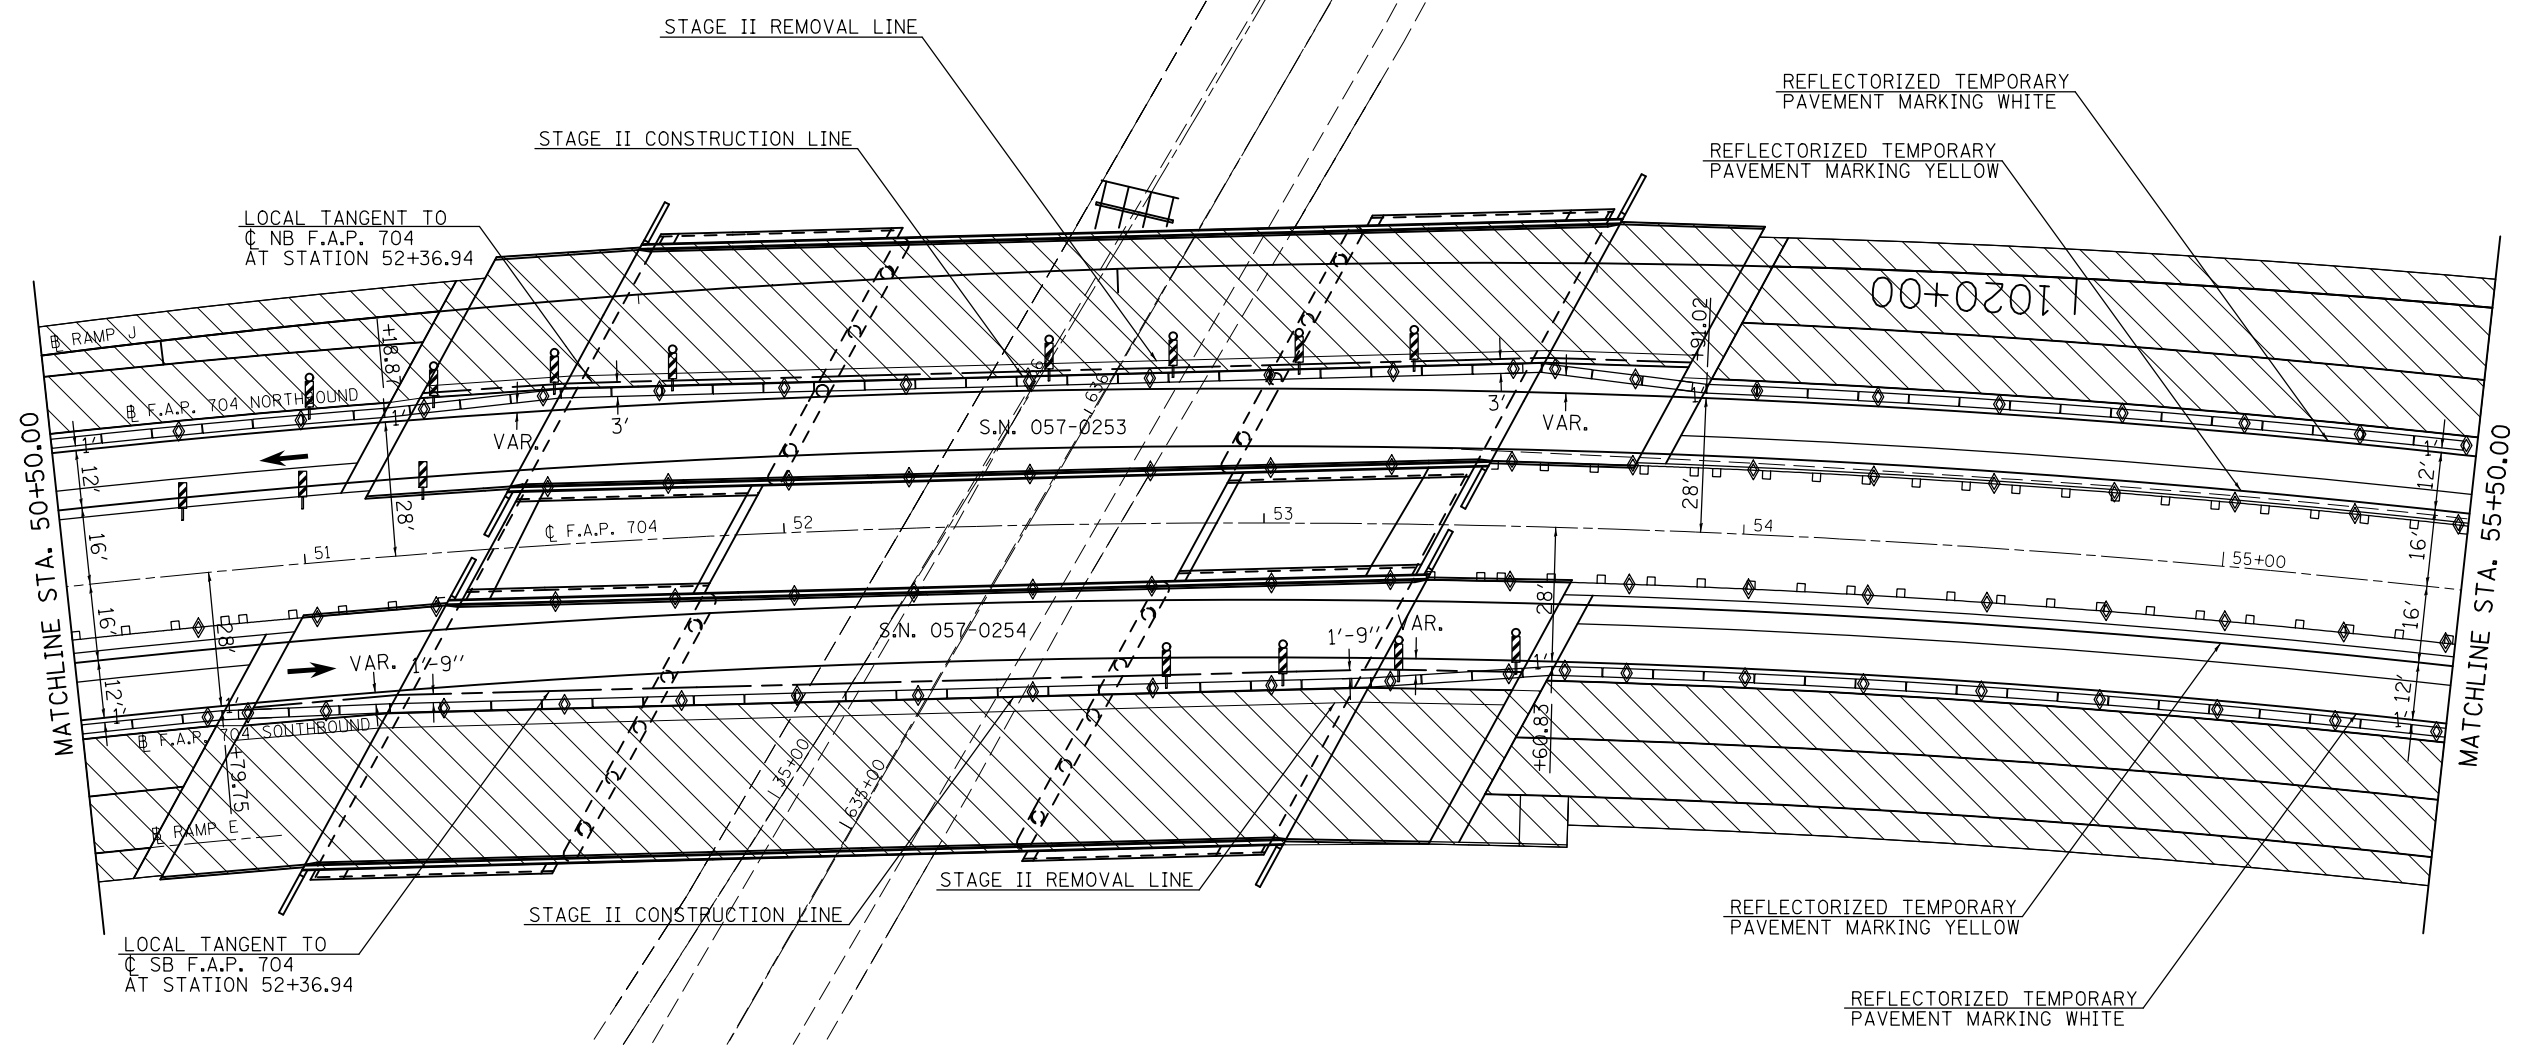 STAGE II REMOVAL LINE
REFLECTORIZED TEMPORARY
PAVEMENT MARKING WHITE
STAGE II CONSTRUCTION LINE
REFLECTORIZED TEMPORARY
PAVEMENT MARKING YELLOW
LOCAL TANGENT TO
℄ NB F.A.P. 704
AT STATION 52+36.94
1020+00
+91.02
RAMP J
+18.87
F.A.P. 704 NORTHBOUND
1'
1'
1'
1'
3'
3'
VAR.
VAR.
S.N. 057-0253
636
MATCHLINE STA. 50+50.00
MATCHLINE STA. 55+50.00
12'
12'
28'
28'
℄ F.A.P. 704
51
52
53
54
55+00
16'
16'
16'
16'
28'
28'
S.N. 057-0254
VAR.
VAR.
1'-9"
1'-9"
12'
12'
1'
1'
1'
1'
F.A.P. 704 SONTHBOUND
+79.75
+60.83
35+00
635+00
RAMP E
STAGE II REMOVAL LINE
STAGE II CONSTRUCTION LINE
REFLECTORIZED TEMPORARY
PAVEMENT MARKING YELLOW
LOCAL TANGENT TO
℄ SB F.A.P. 704
AT STATION 52+36.94
REFLECTORIZED TEMPORARY
PAVEMENT MARKING WHITE